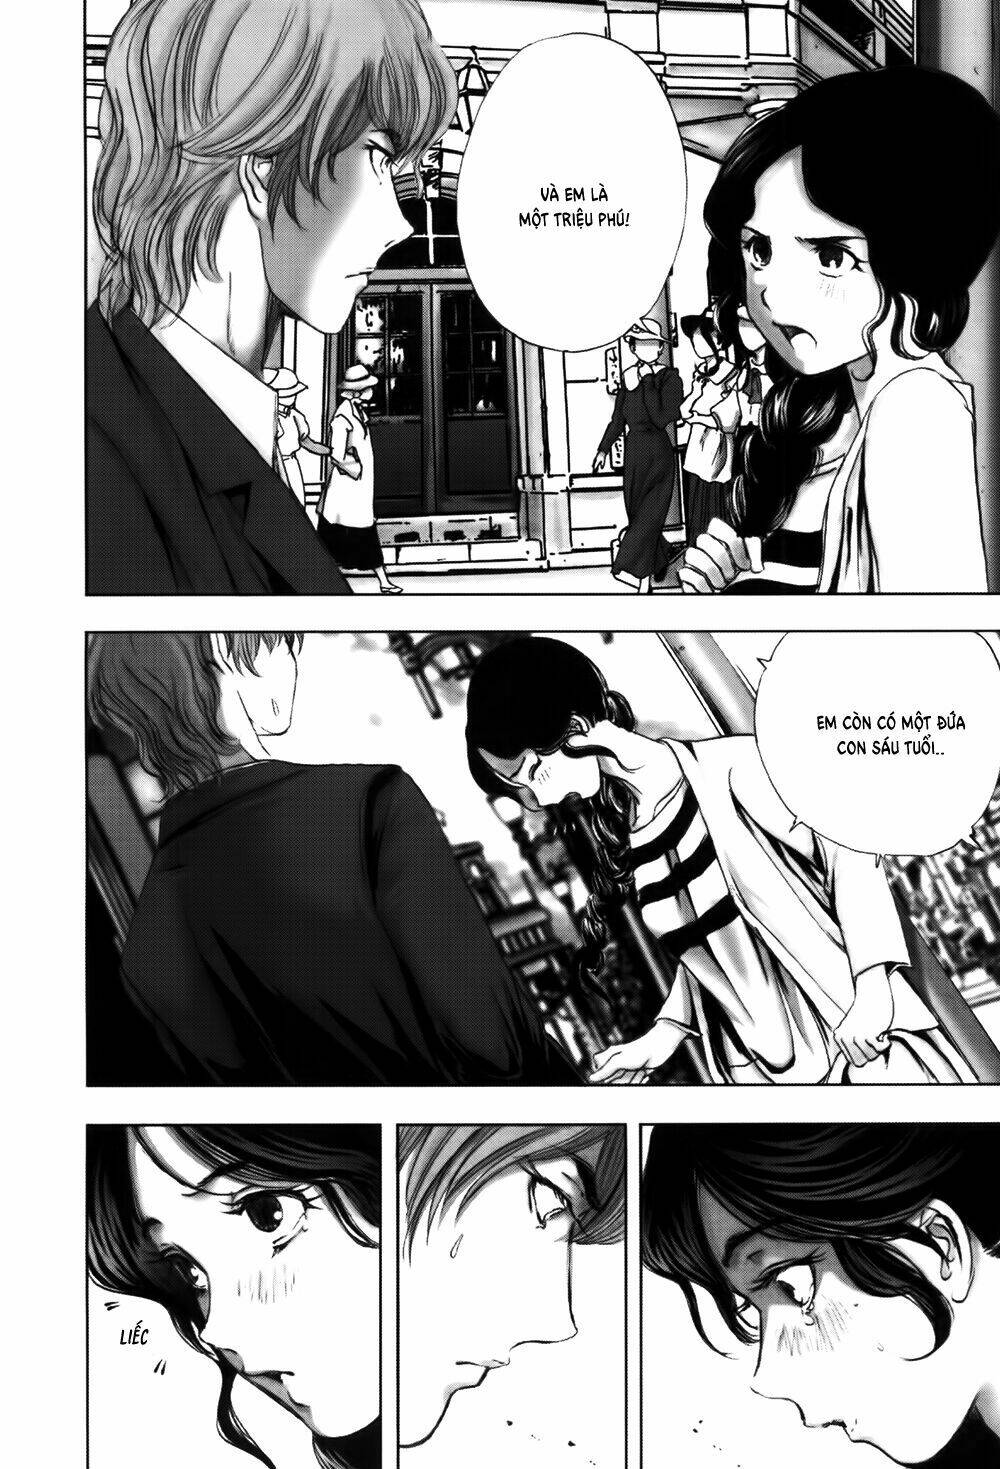 VÀ EM LÀ
MỘT TRIỆU PHÚ!
EM CÒN CÓ MỘT ĐỨA
CON SÁU TUỔI..
LIẾC